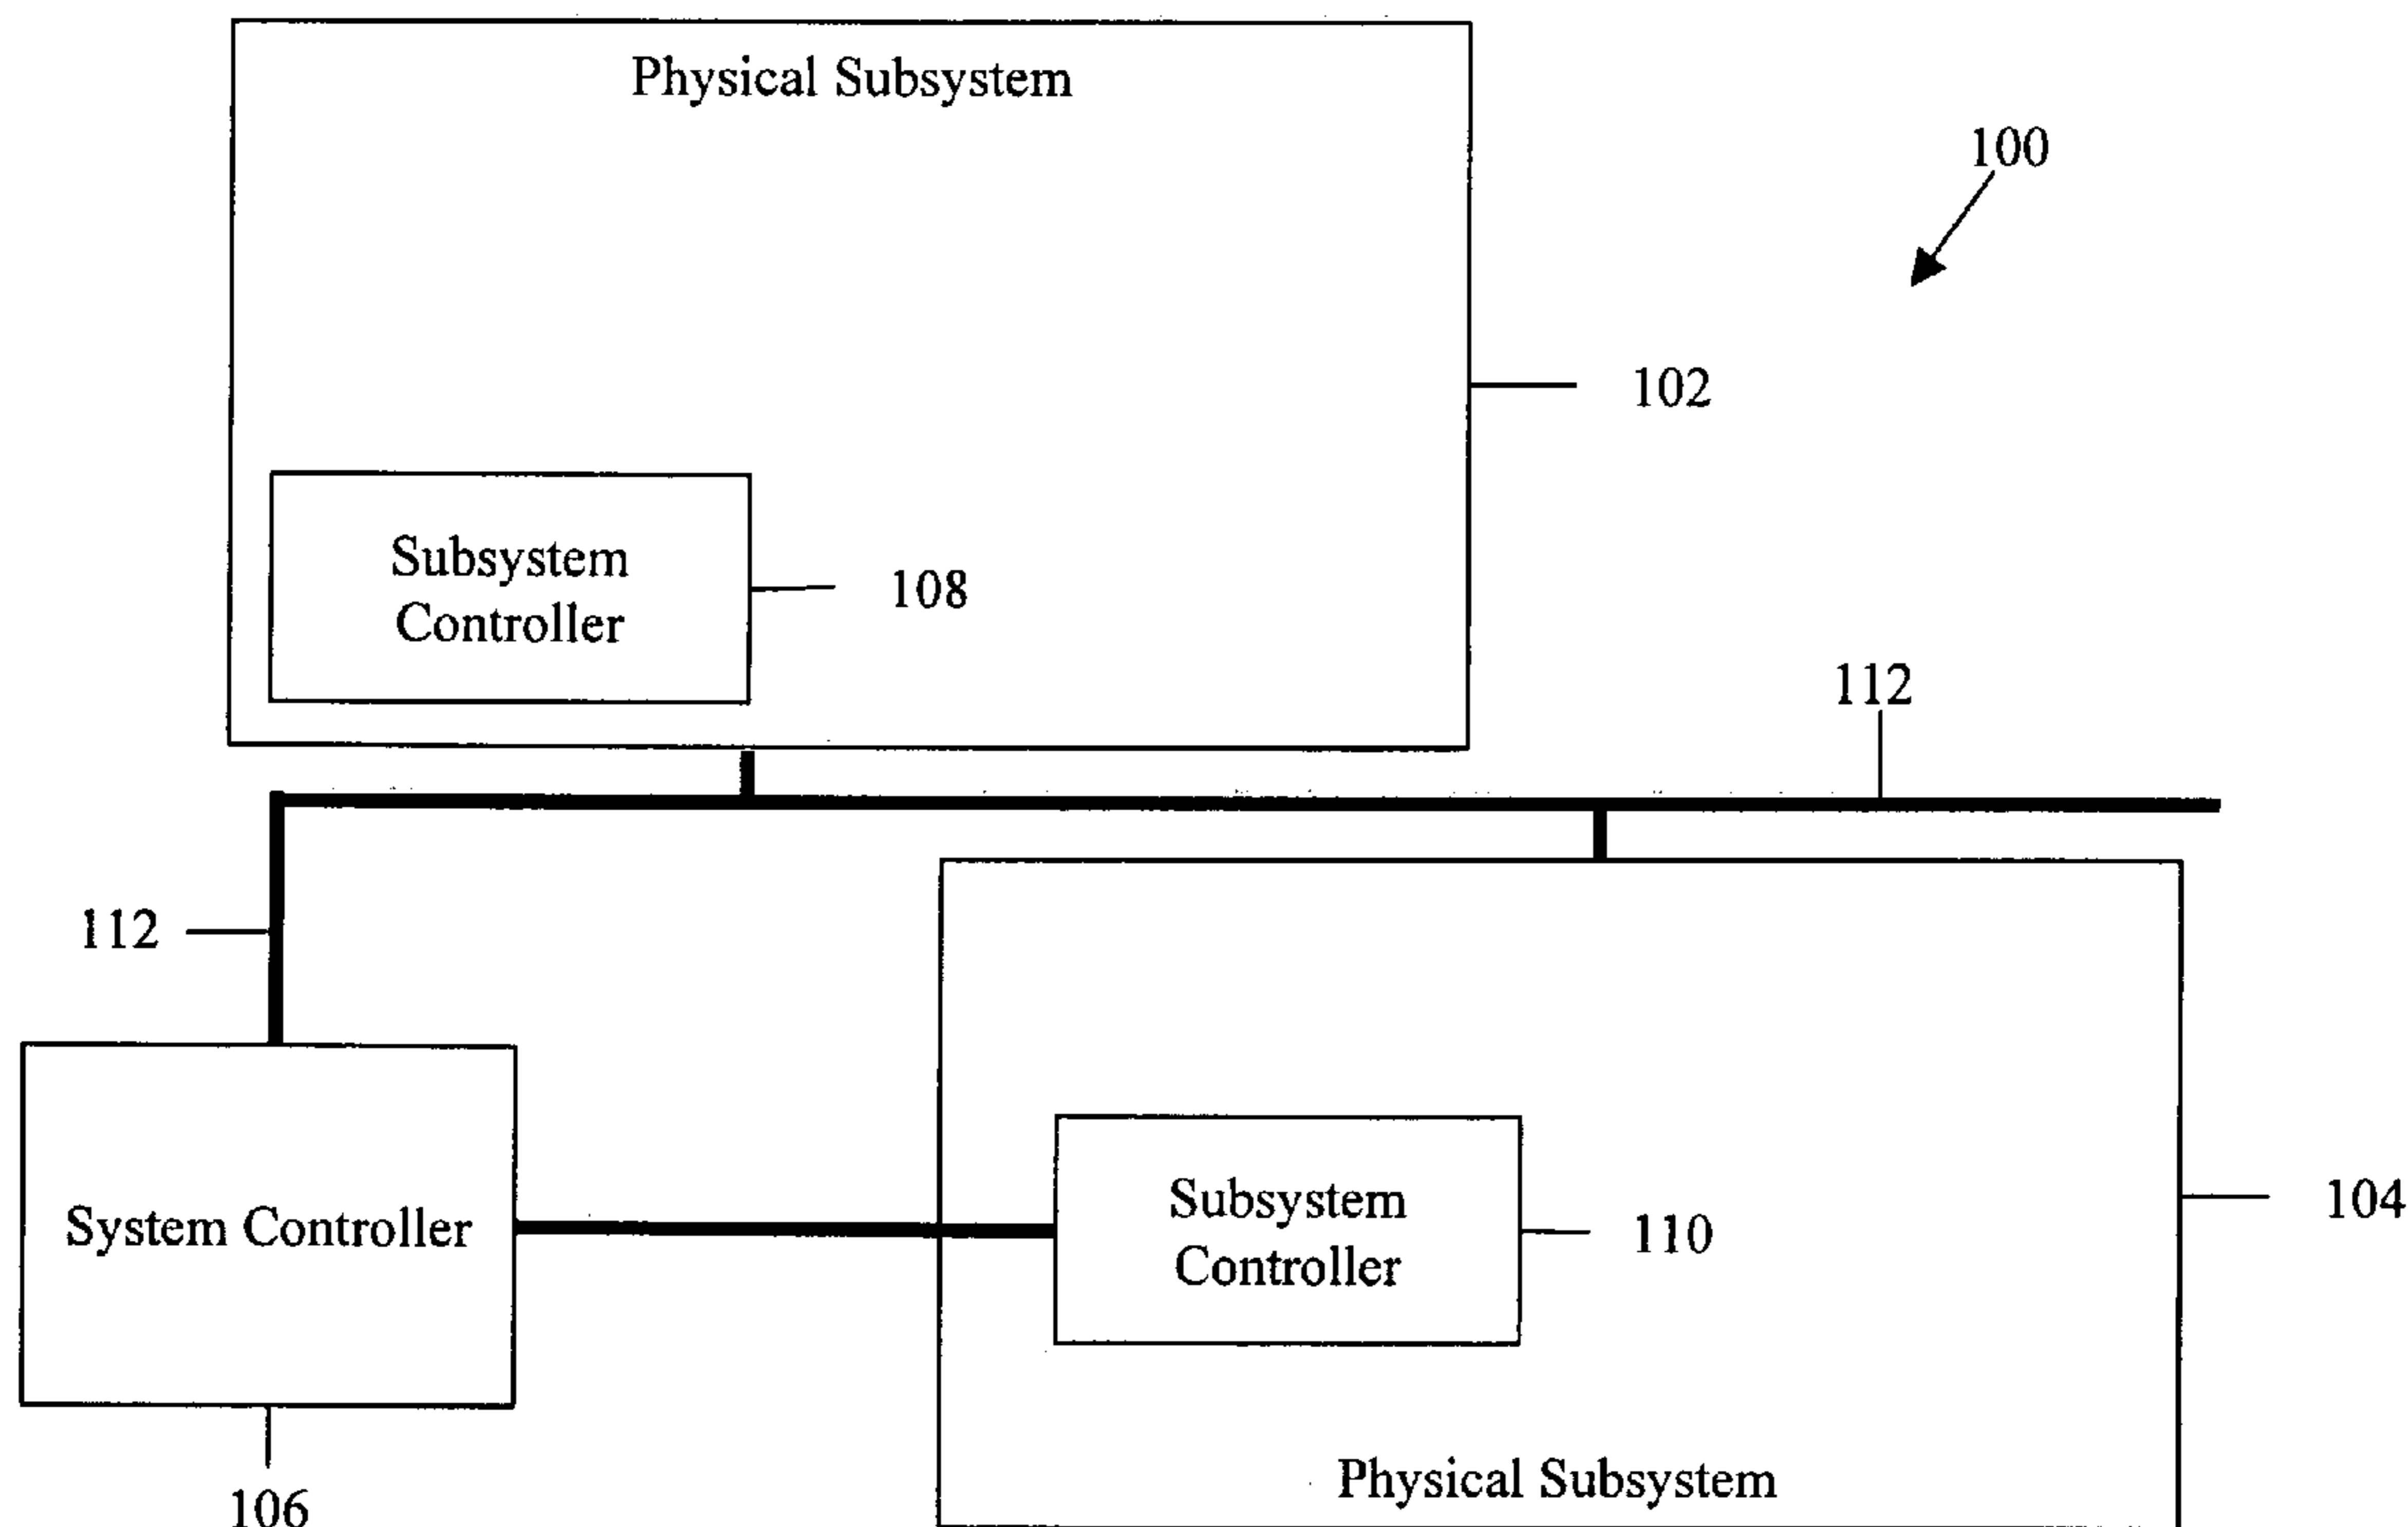 Physical Subsystem
100
102
Subsystem
Controller
108
112
112
System Controller
Subsystem
Controller
110
104
Physical Subsystem
106